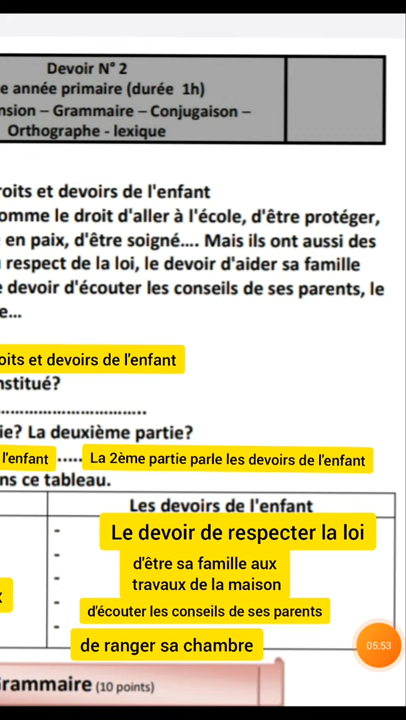 Devoir N° 2
e année primaire (durée 1h)
nsion – Grammaire – Conjugaison –
Orthographe - lexique
roits et devoirs de l'enfant
omme le droit d'aller à l'école, d'être protéger,
en paix, d'être soigné.... Mais ils ont aussi des
respect de la loi, le devoir d'aider sa famille
e devoir d'écouter les conseils de ses parents, le
e...
oits et devoirs de l'enfant
nstitué?
ie? La deuxième partie?
l'enfant ..... La 2ème partie parle les devoirs de l'enfant
ns ce tableau.
Les devoirs de l'enfant
- Le devoir de respecter la loi
- d'être sa famille aux
travaux de la maison
- d'écouter les conseils de ses parents
- de ranger sa chambre
x
05:53
Grammaire (10 points)